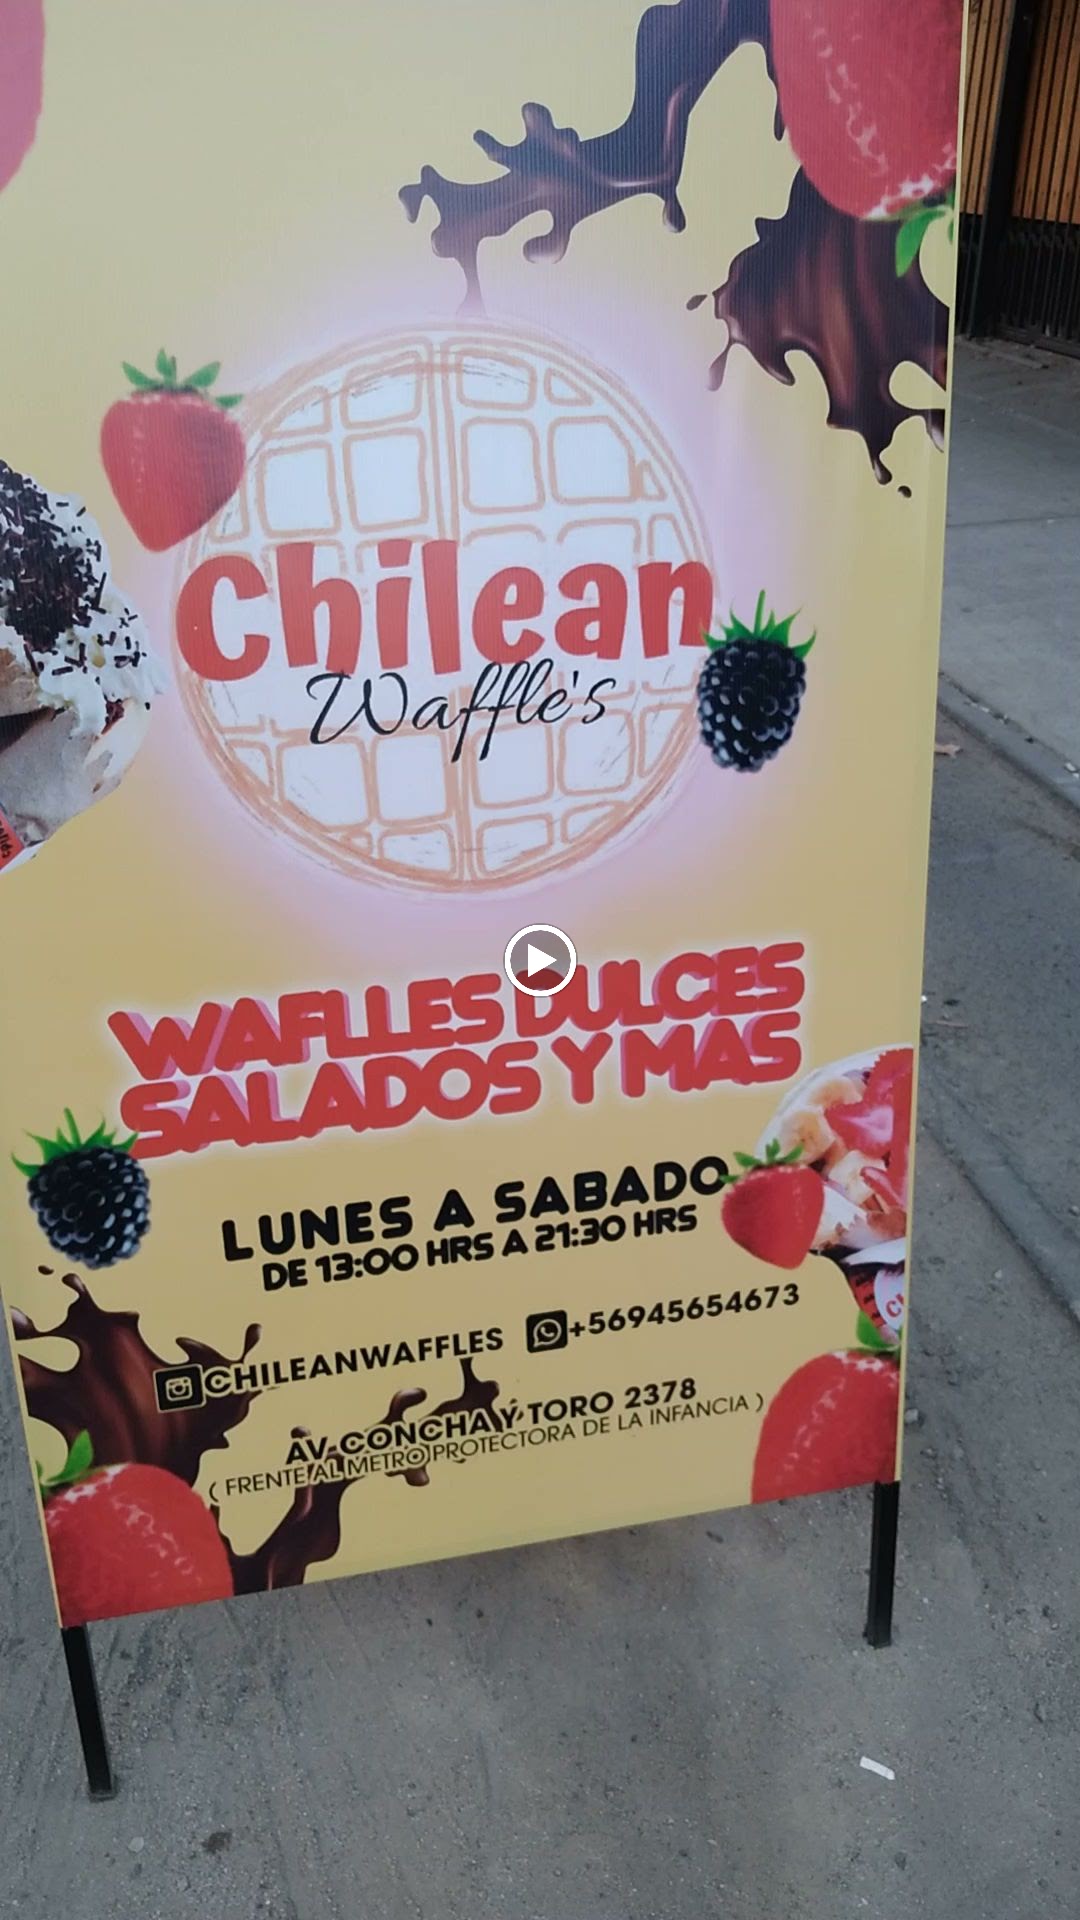 Chilean
Waffle's
WAFLLES DULCES
SALADOS Y MAS
LUNES A SABADO
DE 13:00 HRS A 21:30 HRS
CHILEANWAFFLES +56945654673
AV CONCHA Y TORO 2378
( FRENTE AL METRO PROTECTORA DE LA INFANCIA )